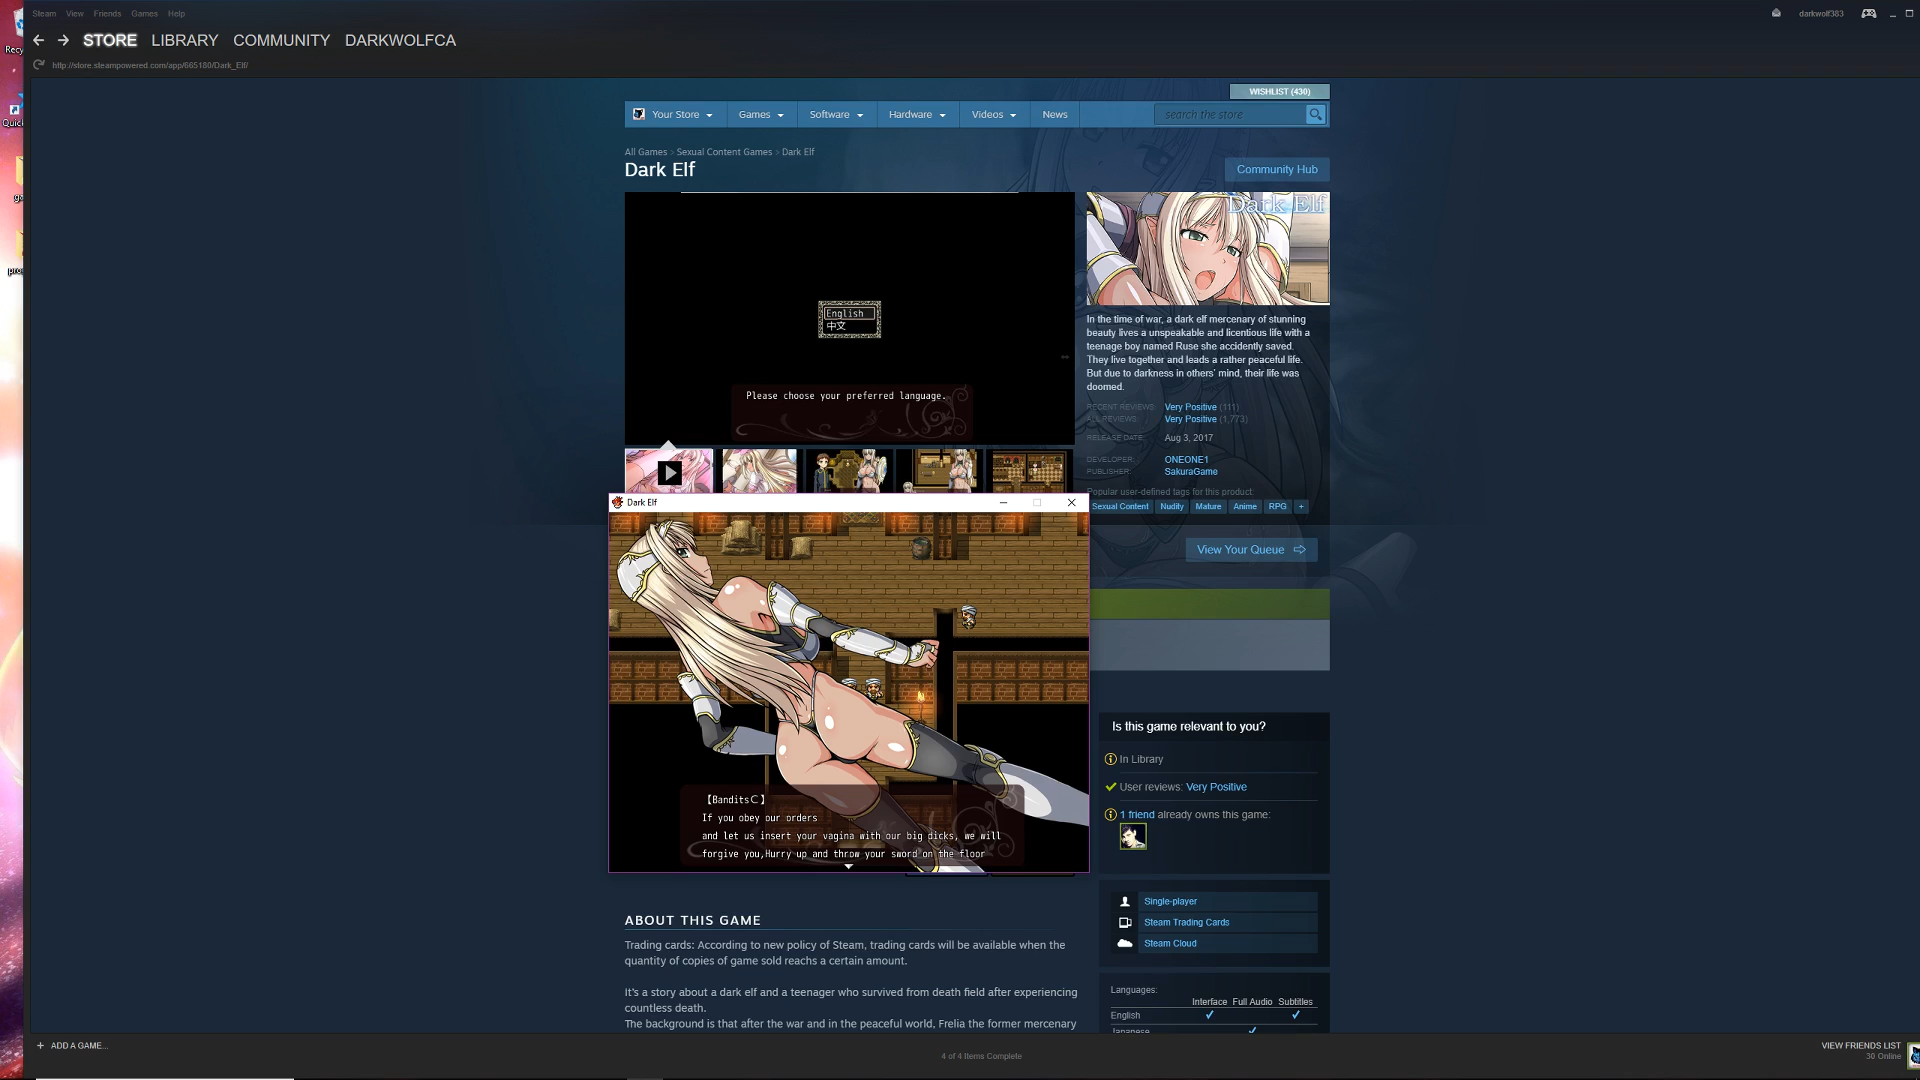 Steam View Friends Games Help
darkwolf383
STORE LIBRARY COMMUNITY DARKWOLFCA
http://store.steampowered.com/app/665180/Dark_Elf/
WISHLIST (430)
Your Store Games Software Hardware Videos News
search the store
All Games > Sexual Content Games > Dark Elf
Dark Elf
Community Hub
English
中文
Please choose your preferred language.
Dark Elf
In the time of war, a dark elf mercenary of stunning
beauty lives a unspeakable and licentious life with a
teenage boy named Ruse she accidently saved.
They live together and leads a rather peaceful life.
But due to darkness in others' mind, their life was
doomed.
RECENT REVIEWS: Very Positive (111)
ALL REVIEWS: Very Positive (1,773)
RELEASE DATE: Aug 3, 2017
DEVELOPER: ONEONE1
PUBLISHER: SakuraGame
Popular user-defined tags for this product:
Sexual Content Nudity Mature Anime RPG +
View Your Queue
Dark Elf
【BanditsＣ】
If you obey our orders
and let us insert your vagina with our big dicks, we will
forgive you,Hurry up and throw your sword on the floor
Is this game relevant to you?
In Library
User reviews: Very Positive
1 friend already owns this game:
Single-player
Steam Trading Cards
Steam Cloud
Languages:
Interface Full Audio Subtitles
English
Japanese
ABOUT THIS GAME
Trading cards: According to new policy of Steam, trading cards will be available when the
quantity of copies of game sold reachs a certain amount.
It's a story about a dark elf and a teenager who survived from death field after experiencing
countless death.
The background is that after the war and in the peaceful world, Frelia the former mercenary
+ ADD A GAME...
4 of 4 Items Complete
VIEW FRIENDS LIST
30 Online